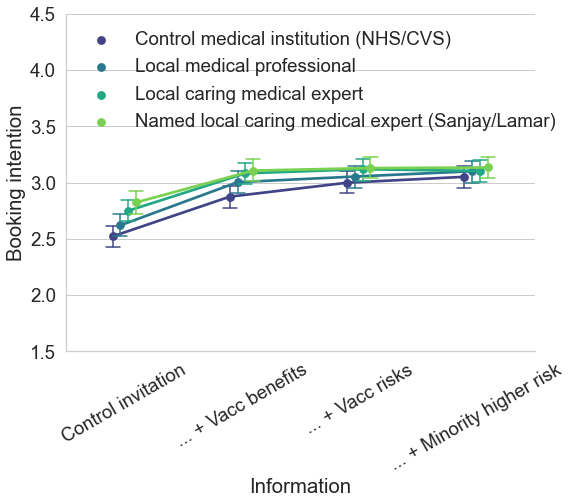 4.5
4.0
3.5
3.0
2.5
2.0
1.5
Booking intention
Control medical institution (NHS/CVS)
Local medical professional
Local caring medical expert
Named local caring medical expert (Sanjay/Lamar)
Control invitation
... + Vacc benefits
... + Vacc risks
... + Minority higher risk
Information